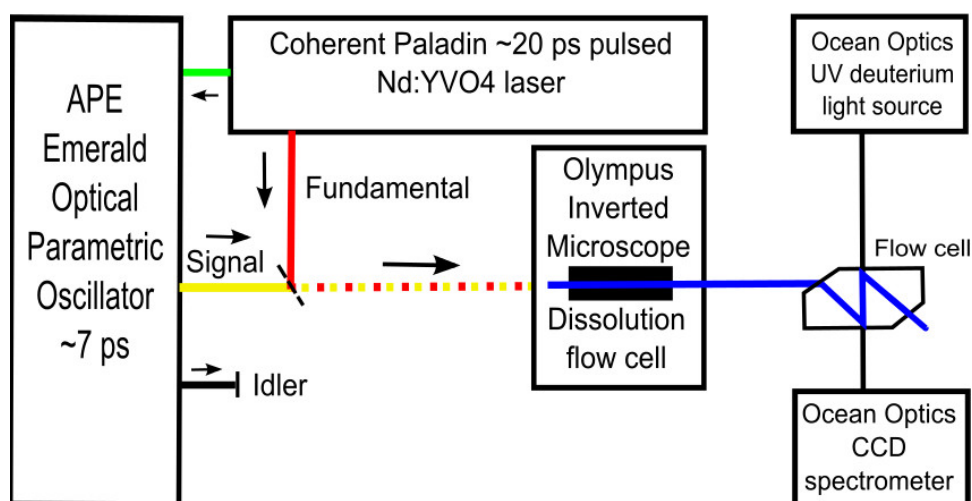 APE
Emerald
Optical
Parametric
Oscillator
~7 ps
Coherent Paladin ~20 ps pulsed
Nd:YVO4 laser
Fundamental
Signal
Idler
Olympus
Inverted
Microscope
Dissolution
flow cell
Ocean Optics
UV deuterium
light source
Flow cell
Ocean Optics
CCD
spectrometer